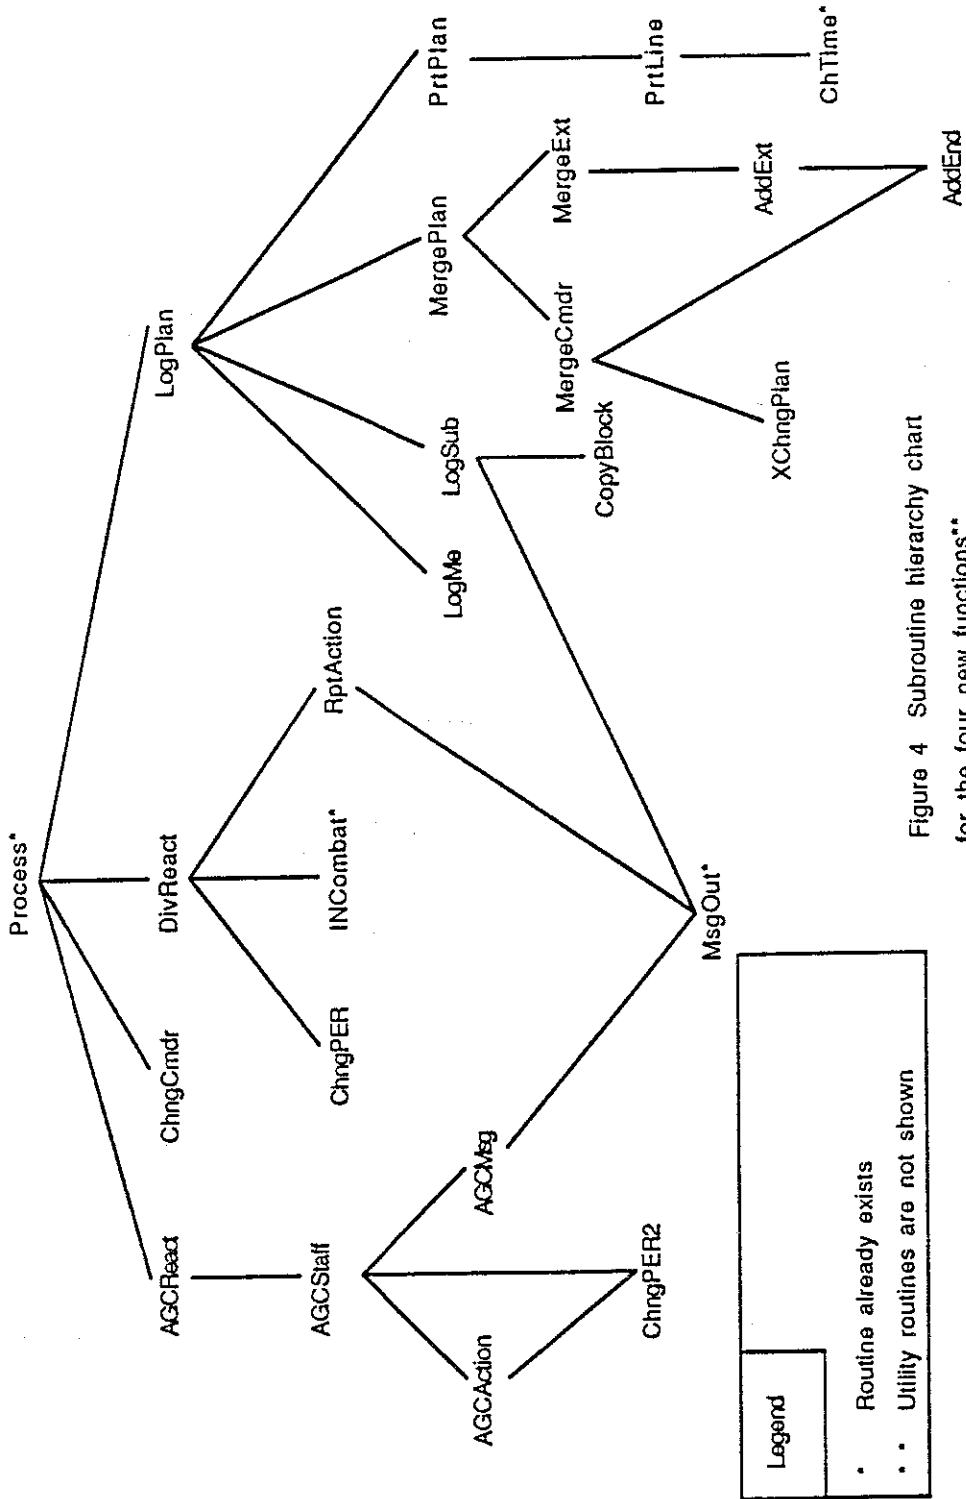 Process*
AGCReact
ChngCmdr
DivReact
LogPlan
AGCStaff
ChngPER
INCombat*
RptAction
LogMe
LogSub
MergePlan
PrtPlan
AGCAction
AGCMsg
CopyBlock
MergeCmdr
MergeExt
PrtLine
ChngPER2
MsgOut*
XChngPlan
AddExt
ChTime*
AddEnd
Legend
* Routine already exists
* * Utility routines are not shown
Figure 4 Subroutine hierarchy chart
for the four new functions**